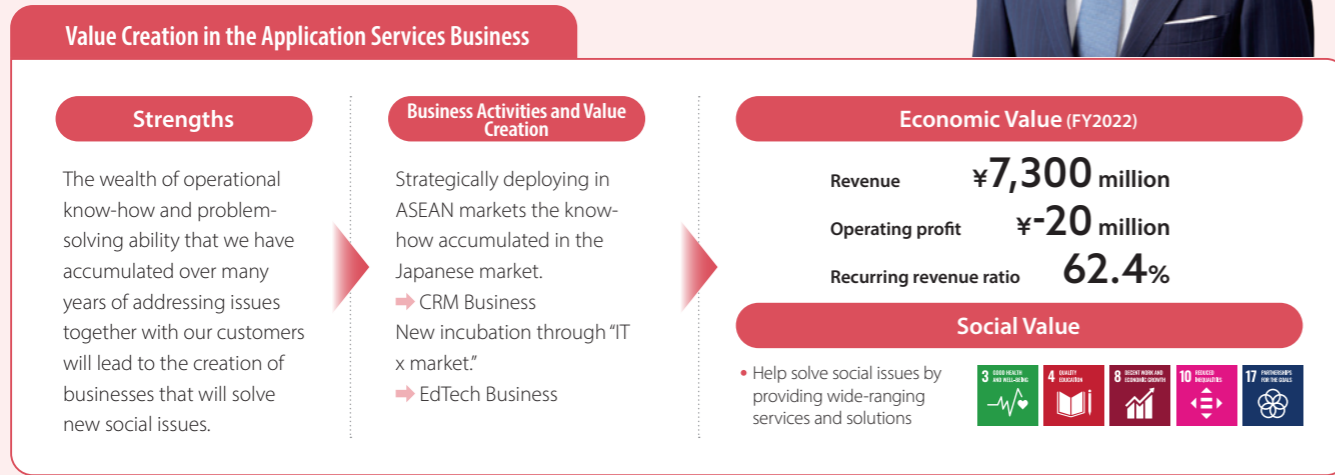 Value Creation in the Application Services Business
Strengths
The wealth of operational
know-how and problem-
solving ability that we have
accumulated over many
years of addressing issues
together with our customers
will lead to the creation of
businesses that will solve
new social issues.
Business Activities and Value
Creation
Strategically deploying in
ASEAN markets the know-
how accumulated in the
Japanese market.
➡ CRM Business
New incubation through “IT
x market.”
➡ EdTech Business
Economic Value (FY2022)
Revenue ¥7,300 million
Operating profit ¥-20 million
Recurring revenue ratio 62.4%
Social Value
• Help solve social issues by
providing wide-ranging
services and solutions
3 GOOD HEALTH
AND WELL-BEING
4 QUALITY
EDUCATION
8 DECENT WORK AND
ECONOMIC GROWTH
10 REDUCED
INEQUALITIES
17 PARTNERSHIPS
FOR THE GOALS